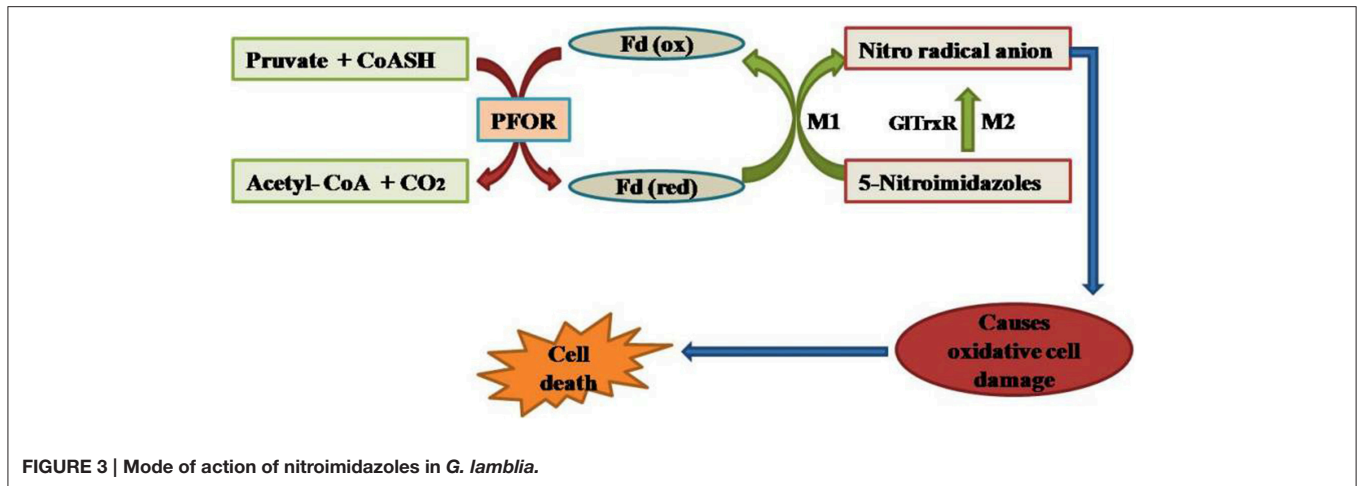 Pruvate + CoASH
Fd (ox)
Nitro radical anion
PFOR
M1
GlTrxR
M2
Acetyl- CoA + CO2
Fd (red)
5-Nitroimidazoles
Causes
oxidative cell
damage
Cell
death
FIGURE 3 | Mode of action of nitroimidazoles in G. lamblia.